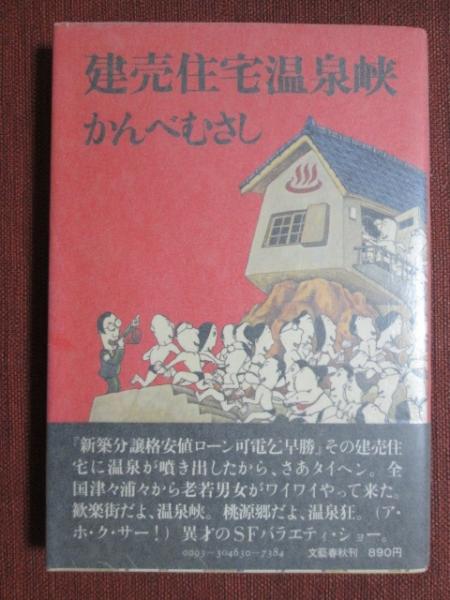 建売住宅温泉峡
かんべむさし
『新築分譲格安値ローン可電乞早勝』その建売住
宅に温泉が噴き出したから、さあタイヘン。全
国津々浦々から老若男女がワイワイやって来た。
歓楽街だよ、温泉峡。桃源郷だよ、温泉狂。(ア・
ホ・ク・サー!)異才のSFバラエティ・ショー。
0093-304630-7384
文藝春秋刊 890円